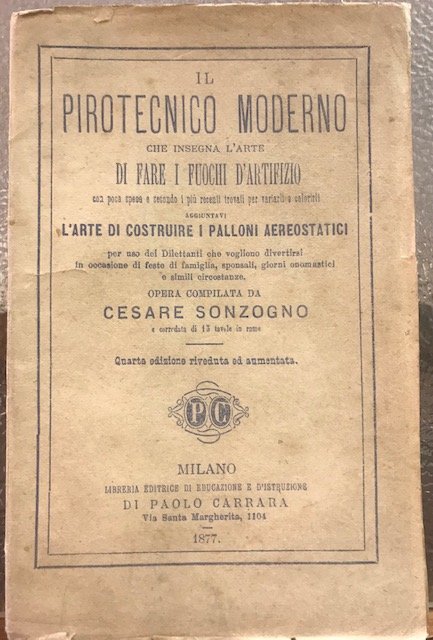 IL
PIROTECNICO MODERNO
CHE INSEGNA L'ARTE
DI FARE I FUOCHI D'ARTIFIZIO
con poca spesa e secondo i più recenti trovati per variarli e colorirli
AGGIUNTAVI
L'ARTE DI COSTRUIRE I PALLONI AEREOSTATICI
per uso dei Dilettanti che vogliono divertirsi
in occasione di feste di famiglia, sponsali, giorni onomastici
e simili circostanze.
OPERA COMPILATA DA
CESARE SONZOGNO
e corredata di 15 tavole in rame
Quarta edizione riveduta ed aumentata.
PC
MILANO
LIBRERIA EDITRICE DI EDUCAZIONE E D'ISTRUZIONE
DI PAOLO CARRARA
Via Santa Margherita, 1104
1877.